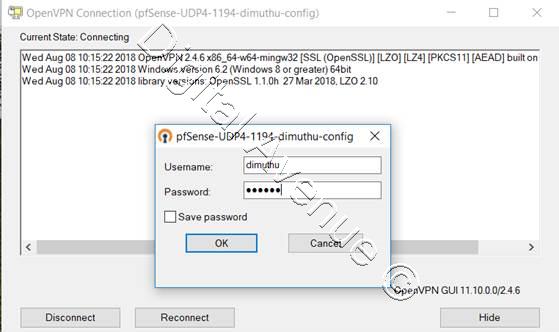 OpenVPN Connection (pfSense-UDP4-1194-dimuthu-config)
Current State: Connecting
Wed Aug 08 10:15:22 2018 OpenVPN 2.4.6 x86_64-w64-mingw32 [SSL (OpenSSL)] [LZO] [LZ4] [PKCS11] [AEAD] built on
Wed Aug 08 10:15:22 2018 Windows version 6.2 (Windows 8 or greater) 64bit
Wed Aug 08 10:15:22 2018 library versions: OpenSSL 1.1.0h  27 Mar 2018, LZO 2.10
pfSense-UDP4-1194-dimuthu-config
Username: dimuthu
Password: ●●●●●●
Save password
OK Cancel
Digital Avenue ©
OpenVPN GUI 11.10.0.0/2.4.6
Disconnect Reconnect Hide